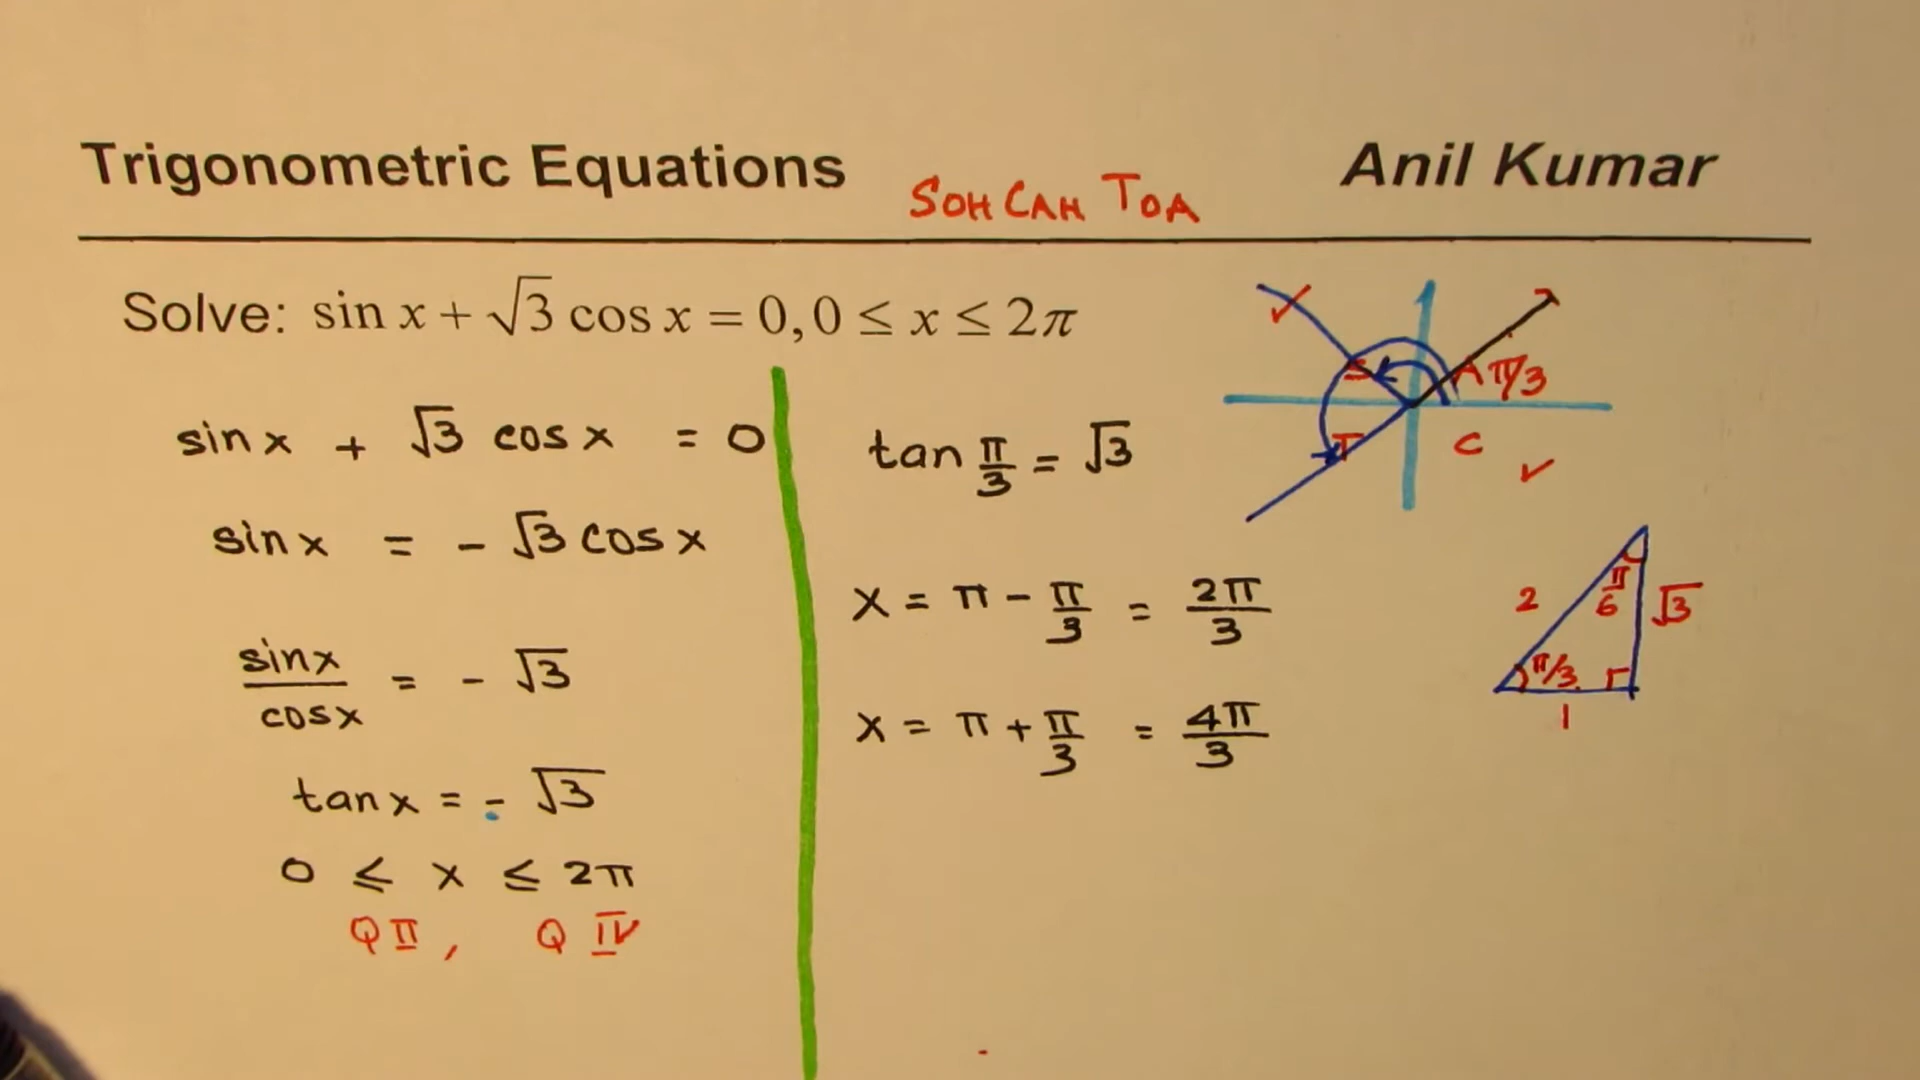 Trigonometric Equations
SOH CAH TOA
Anil Kumar
Solve: sin x + √3 cos x = 0, 0 ≤ x ≤ 2π
sin x + √3 cos x = 0
sin x = - √3 cos x
sin x / cos x = - √3
tan x = - √3
0 ≤ x ≤ 2π
Q II, Q IV
tan π/3 = √3
x = π - π/3 = 2π/3
x = π + π/3 = 4π/3
S A π/3
T C
2 π/6 √3
π/3
1